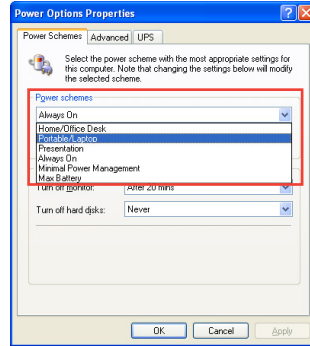 Power Options Properties
Power Schemes Advanced UPS
Select the power scheme with the most appropriate settings for
this computer. Note that changing the settings below will modify
the selected scheme.
Power schemes
Always On
Home/Office Desk
Portable/Laptop
Presentation
Always On
Minimal Power Management
Max Battery
Turn off monitor: After 20 mins
Turn off hard disks: Never
OK Cancel Apply